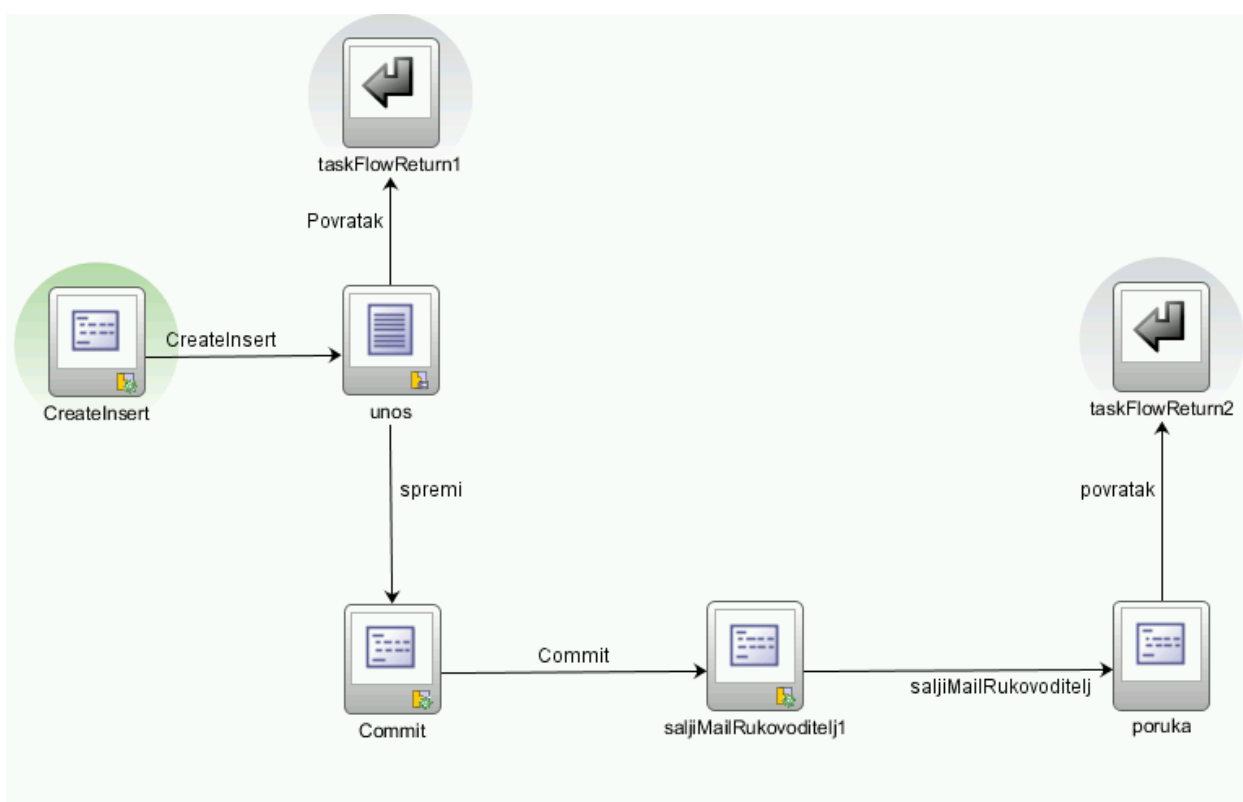 taskFlowReturn1
Povratak
CreateInsert
CreateInsert
unos
taskFlowReturn2
spremi
povratak
Commit
saljiMailRukovoditelj
Commit
saljiMailRukovoditelj1
poruka